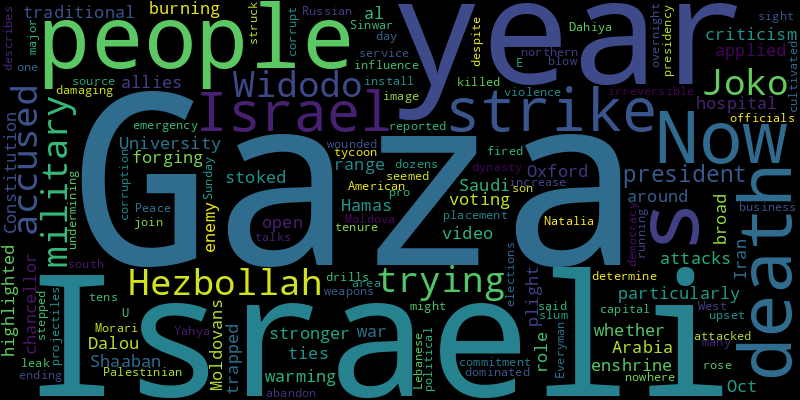 traditional burning struck corrupt Russian
describes major people al Sinwar day Dahiya
year despite overnight presidency sight criticism
one source service influence northern E blow applied cultivated
damaging allies Widodo install killed violence irreversible Joko hospital
image officials
Constitution accused military Israel strike Now
emergency reported wounded fired
University tycoon dozens dynasty president
undermining forging corruption Sunday stoked range American seemed Oxford increase
Gaza
Peace join enemy open talks Hamas tenure pro Saudi voting placement son around
Moldova video Natalia s democracy running broad business death
highlighted chancellor south stepped projectiles
Hezbollah drills area weapons trying elections plight attacks Iran
determine particularly
Israeli
tens U Morari Dalou Shaaban Palestinian leak ending
Moldovans trapped Yahya stronger war ties warming abandon
might Lebanese political commitment dominated role said slum Everyman nowhere
capital West upset whether attacked many Arabia rose enshrine Oct